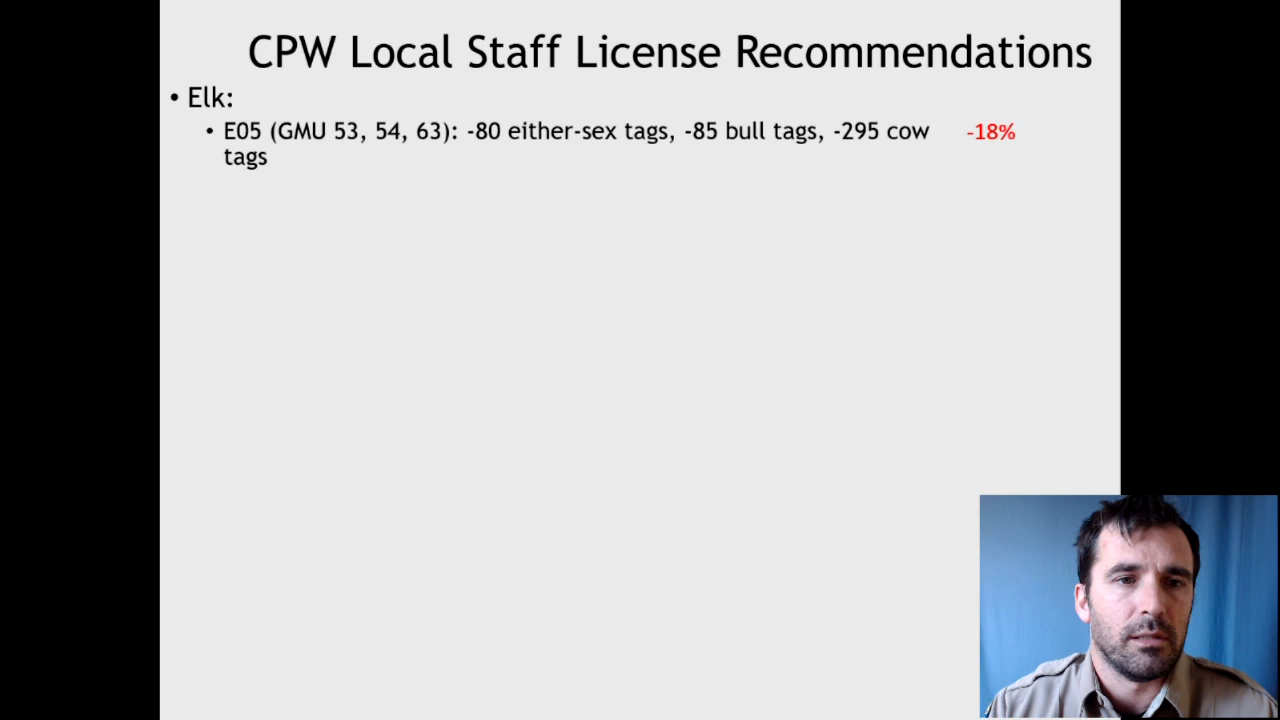 CPW Local Staff License Recommendations
• Elk:
• E05 (GMU 53, 54, 63): -80 either-sex tags, -85 bull tags, -295 cow -18%
tags